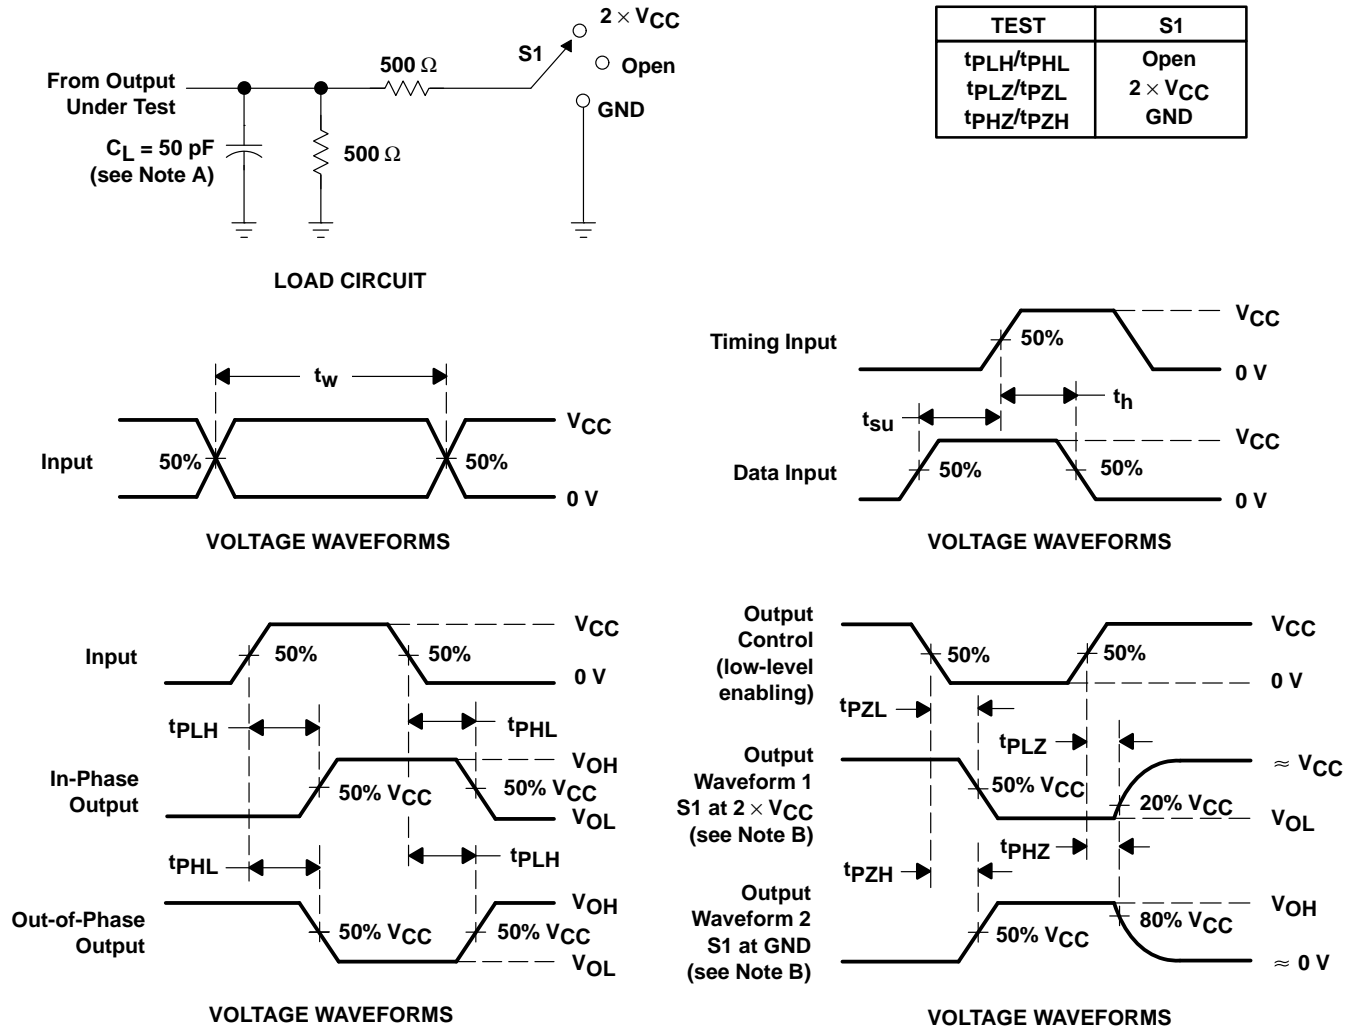 2 × VCC
S1
Open
GND
500 Ω
From Output
Under Test
CL = 50 pF
(see Note A)
500 Ω
LOAD CIRCUIT
TEST S1
tPLH/tPHL Open
tPLZ/tPZL 2 × VCC
tPHZ/tPZH GND
tw
VCC
Input
50%
50%
0 V
VOLTAGE WAVEFORMS
VCC
Timing Input
50%
0 V
th
tsu
VCC
Data Input
50%
50%
0 V
VOLTAGE WAVEFORMS
VCC
Input
50%
50%
0 V
tPLH
tPHL
VOH
In-Phase
Output
50% VCC
50% VCC
VOL
tPHL
tPLH
VOH
Out-of-Phase
Output
50% VCC
50% VCC
VOL
VOLTAGE WAVEFORMS
Output
Control
(low-level
enabling)
VCC
50%
50%
0 V
tPZL
tPLZ
Output
Waveform 1
S1 at 2 × VCC
(see Note B)
≈ VCC
50% VCC
20% VCC
VOL
tPHZ
tPZH
Output
Waveform 2
S1 at GND
(see Note B)
VOH
50% VCC
80% VCC
≈ 0 V
VOLTAGE WAVEFORMS